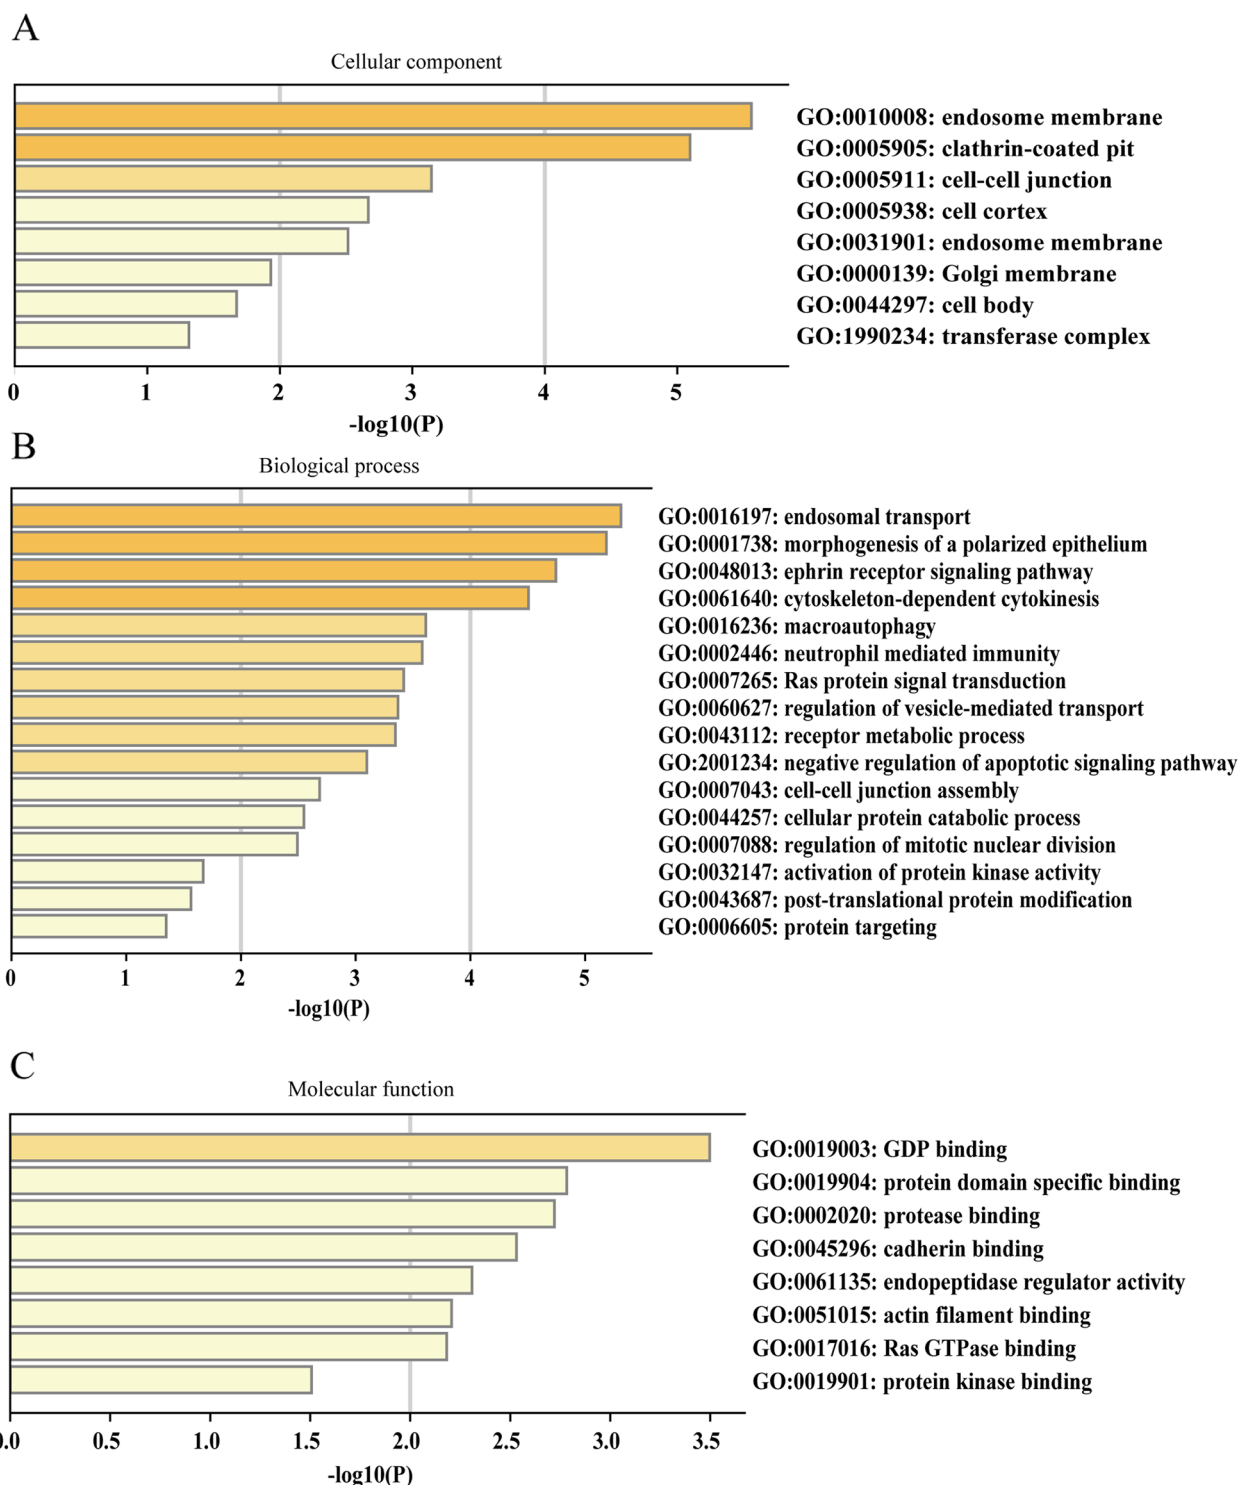 A
Cellular component
GO:0010008: endosome membrane
GO:0005905: clathrin-coated pit
GO:0005911: cell-cell junction
GO:0005938: cell cortex
GO:0031901: endosome membrane
GO:0000139: Golgi membrane
GO:0044297: cell body
GO:1990234: transferase complex
0 1 2 3 4 5
-log10(P)
B
Biological process
GO:0016197: endosomal transport
GO:0001738: morphogenesis of a polarized epithelium
GO:0048013: ephrin receptor signaling pathway
GO:0061640: cytoskeleton-dependent cytokinesis
GO:0016236: macroautophagy
GO:0002446: neutrophil mediated immunity
GO:0007265: Ras protein signal transduction
GO:0060627: regulation of vesicle-mediated transport
GO:0043112: receptor metabolic process
GO:2001234: negative regulation of apoptotic signaling pathway
GO:0007043: cell-cell junction assembly
GO:0044257: cellular protein catabolic process
GO:0007088: regulation of mitotic nuclear division
GO:0032147: activation of protein kinase activity
GO:0043687: post-translational protein modification
GO:0006605: protein targeting
0 1 2 3 4 5
-log10(P)
C
Molecular function
GO:0019003: GDP binding
GO:0019904: protein domain specific binding
GO:0002020: protease binding
GO:0045296: cadherin binding
GO:0061135: endopeptidase regulator activity
GO:0051015: actin filament binding
GO:0017016: Ras GTPase binding
GO:0019901: protein kinase binding
0.0 0.5 1.0 1.5 2.0 2.5 3.0 3.5
-log10(P)